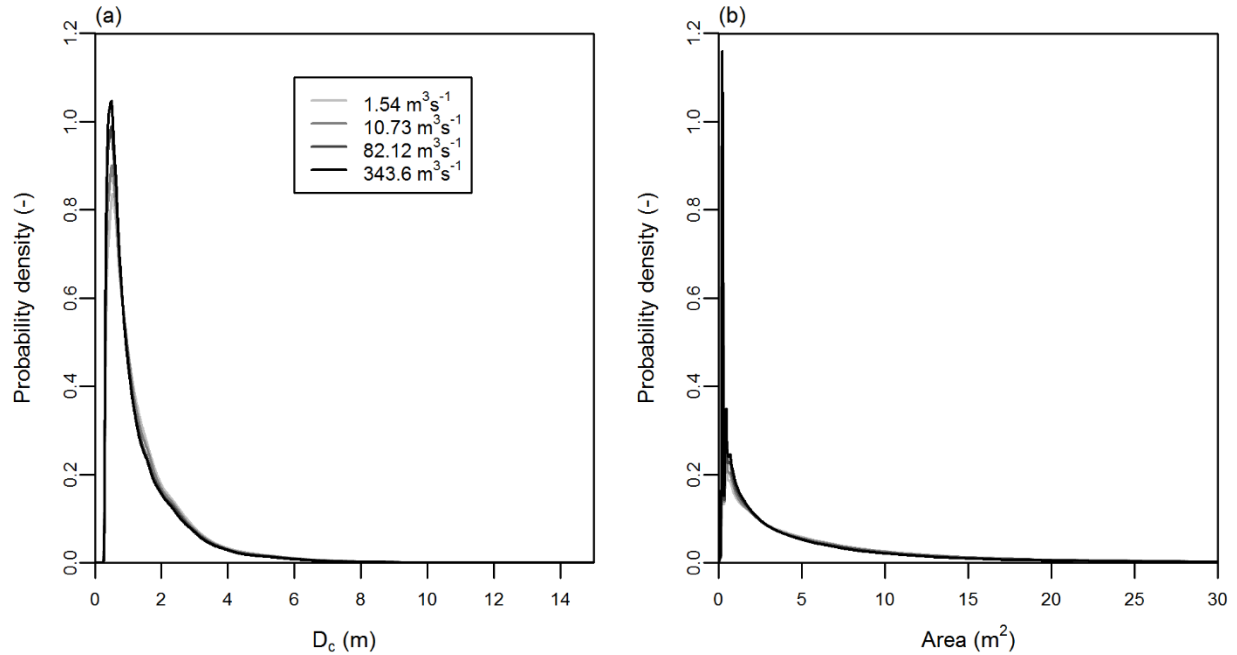 (a)
Probability density (-)
1.2
1.0
0.8
0.6
0.4
0.2
0.0
1.54 m³s⁻¹
10.73 m³s⁻¹
82.12 m³s⁻¹
343.6 m³s⁻¹
0 2 4 6 8 10 12 14
D_c (m)
(b)
Probability density (-)
1.2
1.0
0.8
0.6
0.4
0.2
0.0
0 5 10 15 20 25 30
Area (m²)